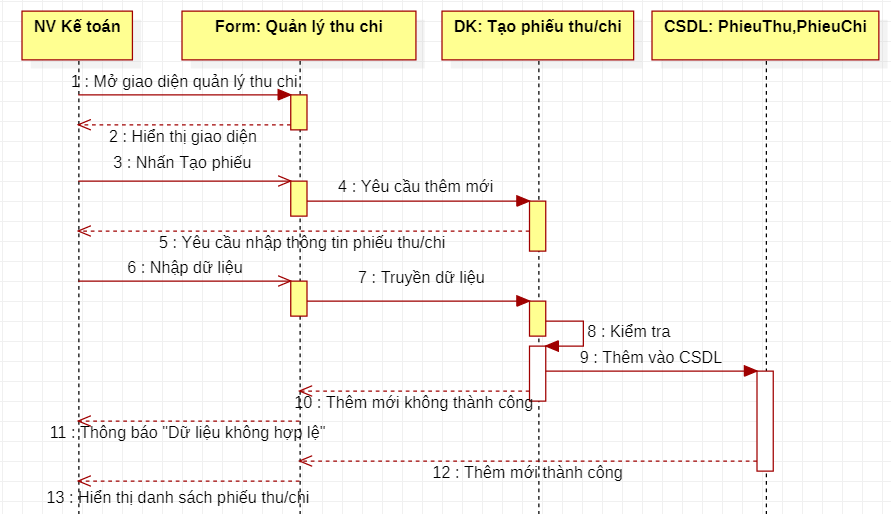 NV Kế toán
Form: Quản lý thu chi
DK: Tạo phiếu thu/chi
CSDL: PhieuThu,PhieuChi
1 : Mở giao diện quản lý thu chi
2 : Hiển thị giao diện
3 : Nhấn Tạo phiếu
4 : Yêu cầu thêm mới
5 : Yêu cầu nhập thông tin phiếu thu/chi
6 : Nhập dữ liệu
7 : Truyền dữ liệu
8 : Kiểm tra
9 : Thêm vào CSDL
10 : Thêm mới không thành công
11 : Thông báo "Dữ liệu không hợp lệ"
12 : Thêm mới thành công
13 : Hiển thị danh sách phiếu thu/chi